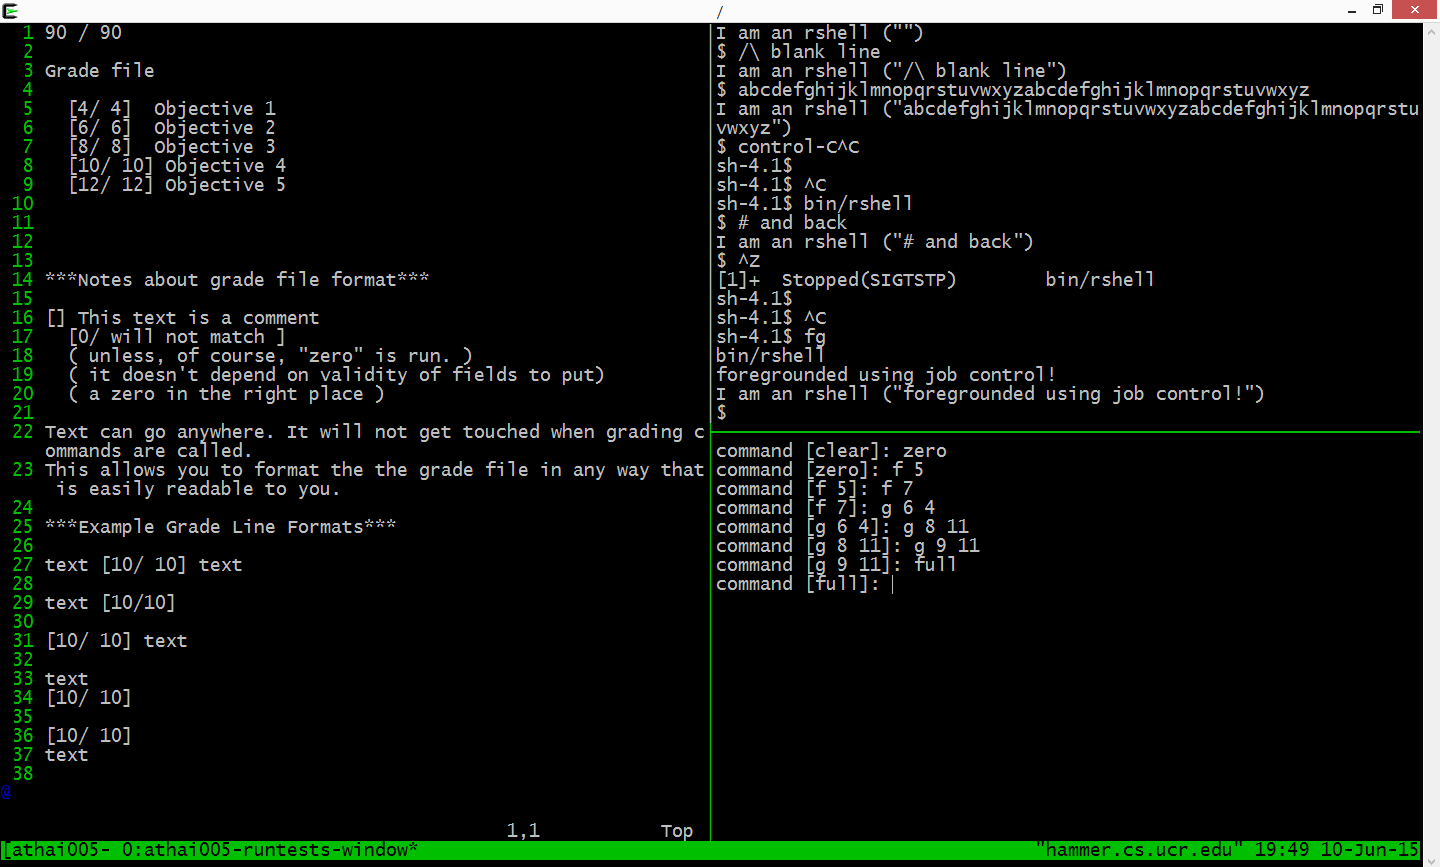 /
1 90 / 90
2
3 Grade file
4
5   [4/ 4]  Objective 1
6   [6/ 6]  Objective 2
7   [8/ 8]  Objective 3
8   [10/ 10] Objective 4
9   [12/ 12] Objective 5
10
11
12
13
14 ***Notes about grade file format***
15
16 [] This text is a comment
17   [0/ will not match ]
18   ( unless, of course, "zero" is run. )
19   ( it doesn't depend on validity of fields to put)
20   ( a zero in the right place )
21
22 Text can go anywhere. It will not get touched when grading c
ommands are called.
23 This allows you to format the the grade file in any way that
 is easily readable to you.
24
25 ***Example Grade Line Formats***
26
27 text [10/ 10] text
28
29 text [10/10]
30
31 [10/ 10] text
32
33 text
34 [10/ 10]
35
36 [10/ 10]
37 text
38
@
1,1 Top
I am an rshell ("")
$ /\ blank line
I am an rshell ("/\ blank line")
$ abcdefghijklmnopqrstuvwxyzabcdefghijklmnopqrstuvwxyz
I am an rshell ("abcdefghijklmnopqrstuvwxyzabcdefghijklmnopqrstu
vwxyz")
$ control-C^C
sh-4.1$
sh-4.1$ ^C
sh-4.1$ bin/rshell
$ # and back
I am an rshell ("# and back")
$ ^Z
[1]+  Stopped(SIGTSTP)        bin/rshell
sh-4.1$
sh-4.1$ ^C
sh-4.1$ fg
bin/rshell
foregrounded using job control!
I am an rshell ("foregrounded using job control!")
$
command [clear]: zero
command [zero]: f 5
command [f 5]: f 7
command [f 7]: g 6 4
command [g 6 4]: g 8 11
command [g 8 11]: g 9 11
command [g 9 11]: full
command [full]:
[athai005- 0:athai005-runtests-window* "hammer.cs.ucr.edu" 19:49 10-Jun-15